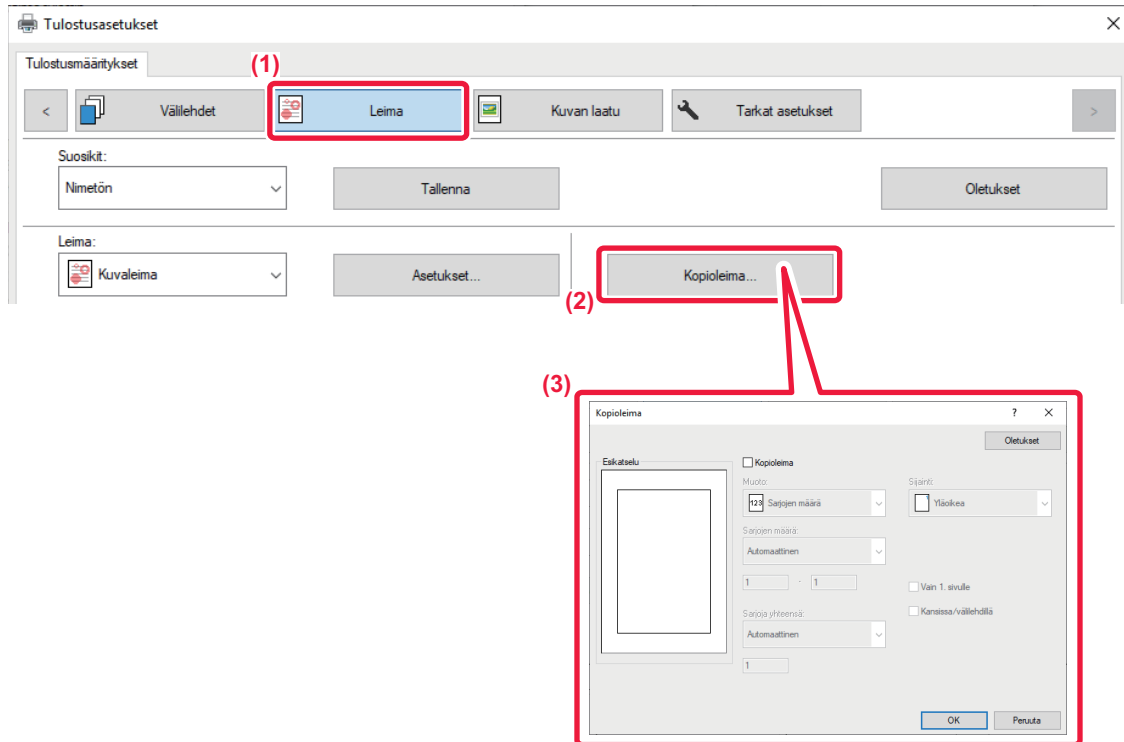 Tulostusasetukset
Tulostusmääritykset
(1)
< Välilehdet Leima Kuvan laatu Tarkat asetukset >
Suosikit:
Nimetön Tallenna Oletukset
Leima:
Kuvaleima Asetukset... Kopioleima...
(2)
(3)
Kopioleima ? ×
Oletukset
Esikatselu Kopioleima
Muoto: Sijainti:
123 Sarjojen määrä Yläoikea
Sarjojen määrä:
Automaattinen
1 - 1 Vain 1. sivulle
Kansissa/välilehdillä
Sarjoja yhteensä:
Automaattinen
1
OK Peruuta